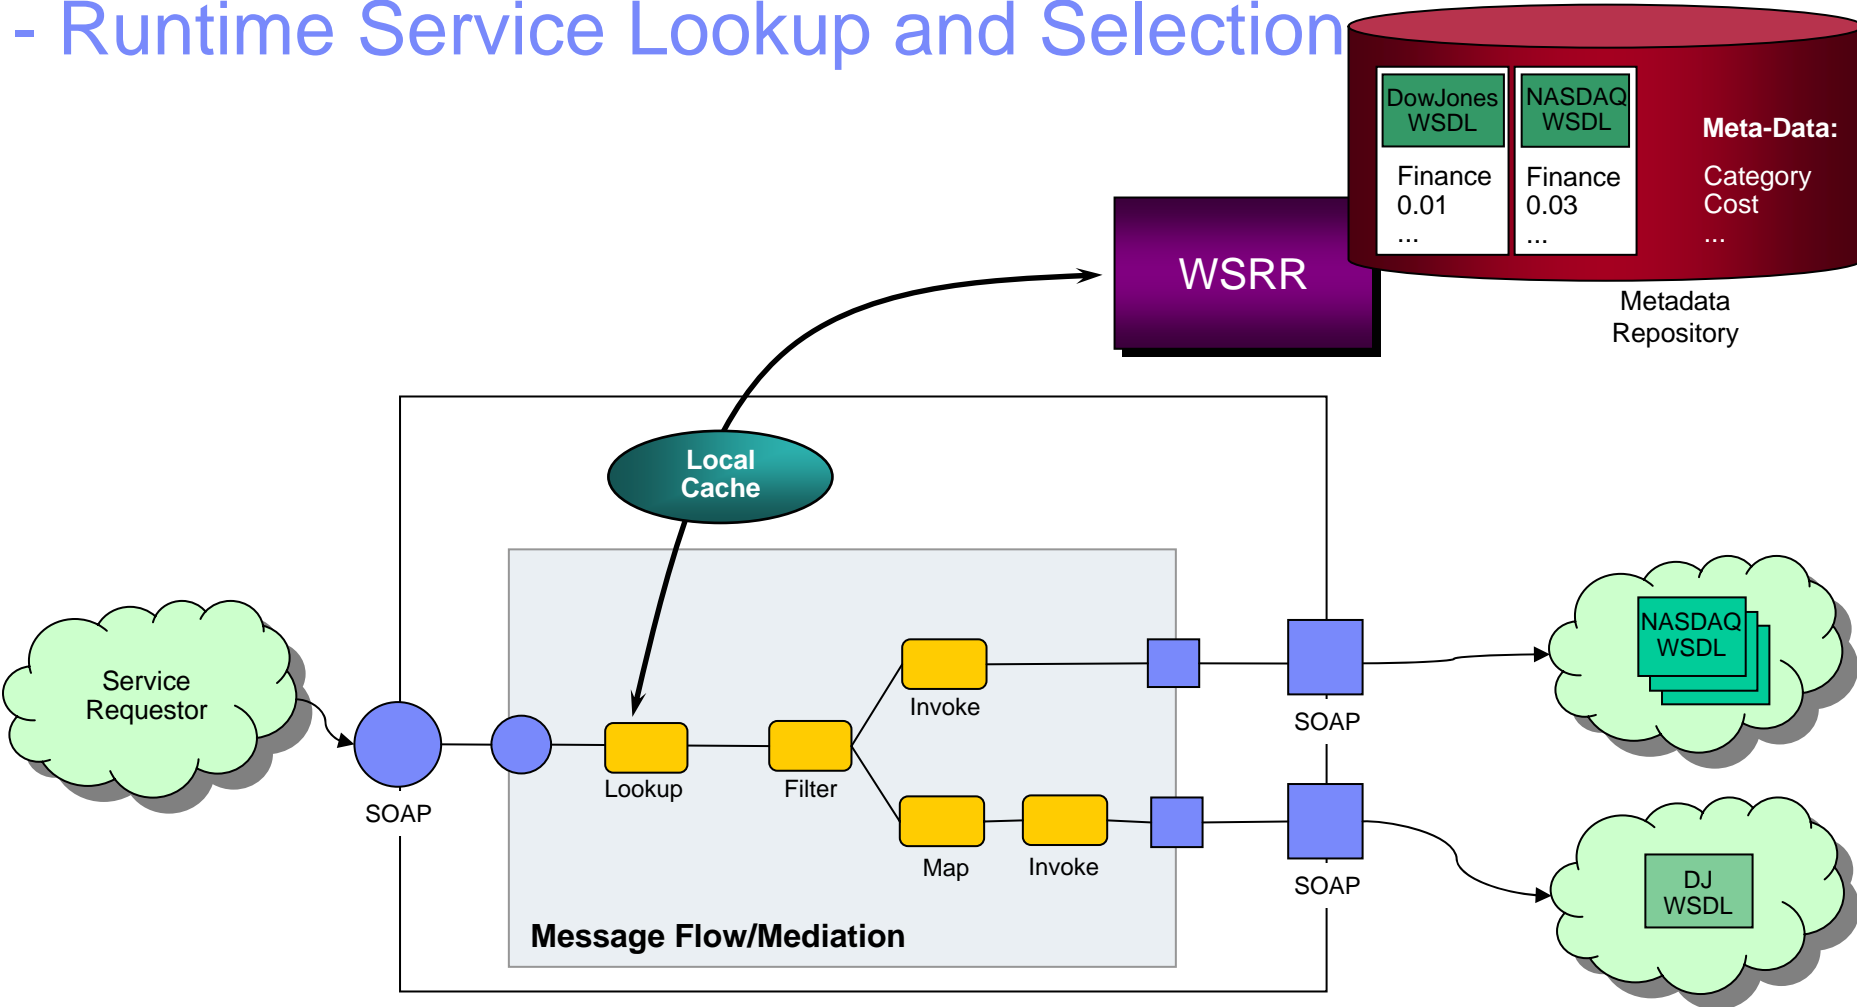 - Runtime Service Lookup and Selection
DowJones
WSDL
Finance
0.01
...
NASDAQ
WSDL
Finance
0.03
...
Meta-Data:
Category
Cost
...
Metadata
Repository
WSRR
Local
Cache
Service
Requestor
SOAP
Lookup
Filter
Invoke
Map
Invoke
SOAP
SOAP
NASDAQ
WSDL
DJ
WSDL
Message Flow/Mediation